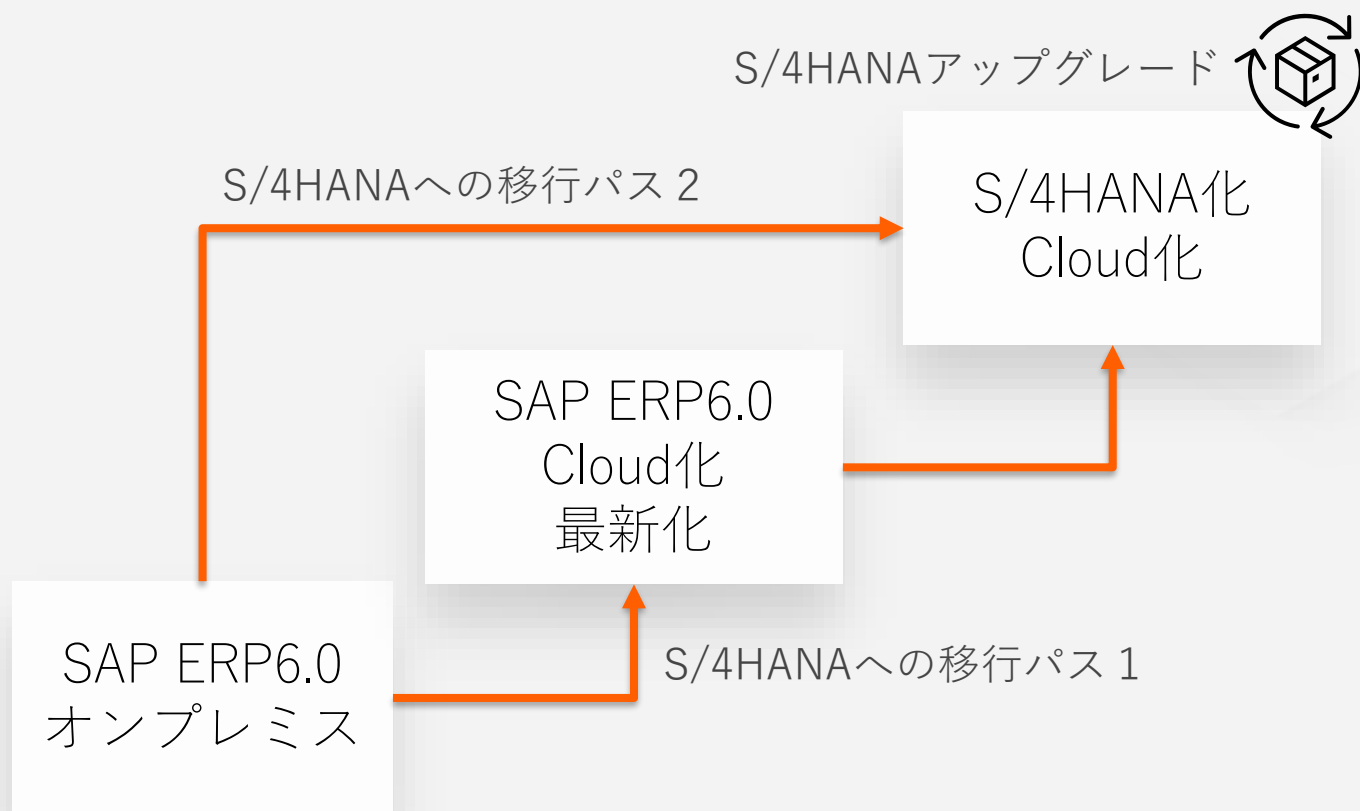 S/4HANAアップグレード
S/4HANAへの移行パス２
S/4HANA化
Cloud化
SAP ERP6.0
Cloud化
最新化
S/4HANAへの移行パス１
SAP ERP6.0
オンプレミス